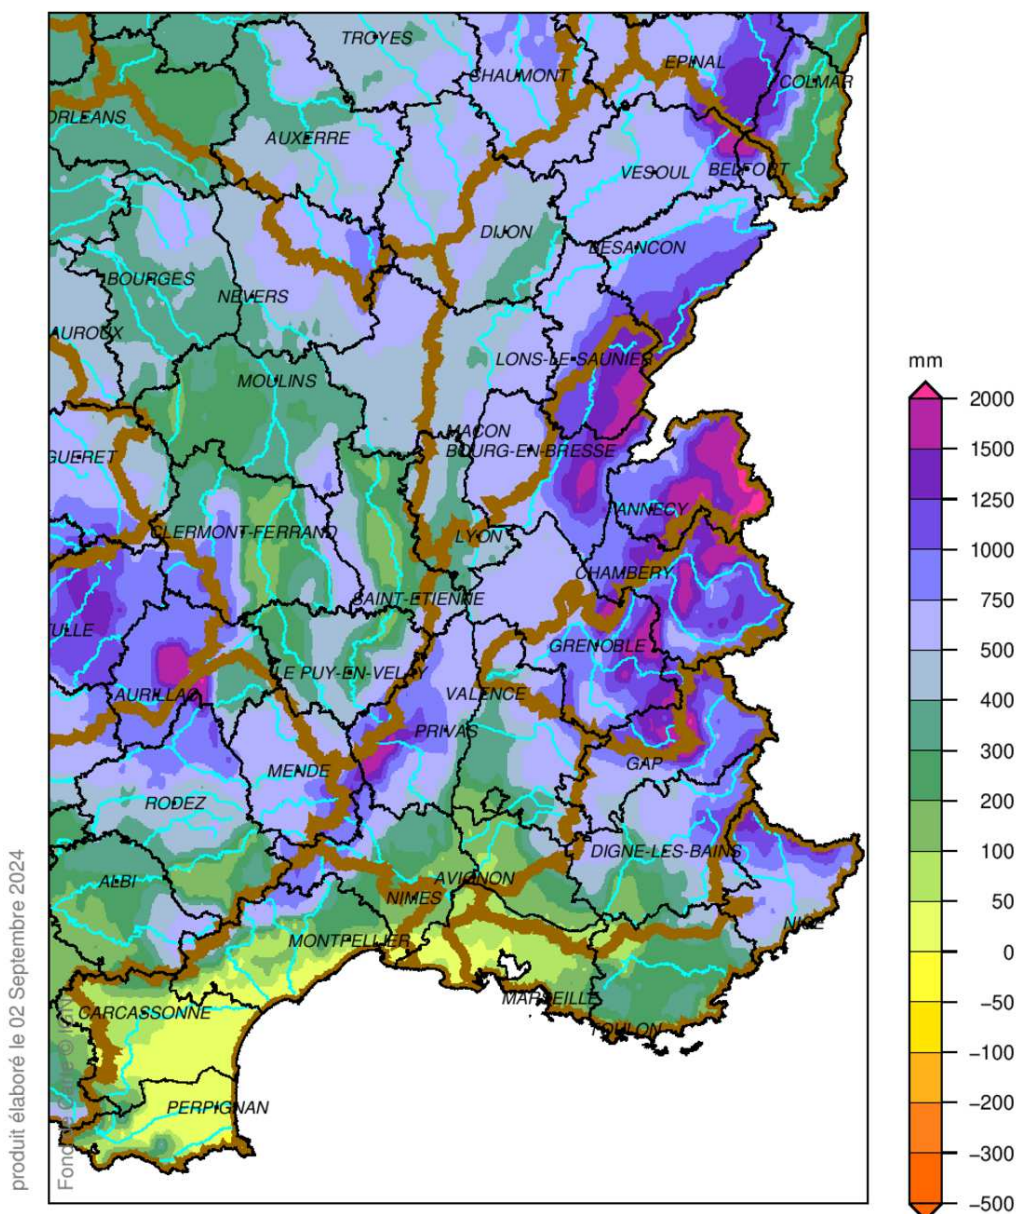 TROYES
CHAUMONT
EPINAL
COLMAR
ORLEANS
AUXERRE
VESOUL
BELFORT
DIJON
BESANCON
BOURGES
NEVERS
AUROUX
LONS-LE-SAUNIER
MOULINS
mm
2000
1500
1250
1000
750
500
400
300
200
100
50
0
−50
−100
−200
−300
−500
MACON
BOURG-EN-BRESSE
GUERET
ANNECY
CLERMONT-FERRAND
LYON
CHAMBERY
SAINT-ETIENNE
TULLE
GRENOBLE
LE PUY-EN-VELAY
AURILLAC
VALENCE
PRIVAS
GAP
MENDE
RODEZ
DIGNE-LES-BAINS
ALBI
AVIGNON
NIMES
NICE
MONTPELLIER
MARSEILLE
CARCASSONNE
TOULON
PERPIGNAN
produit élaboré le 02 Septembre 2024